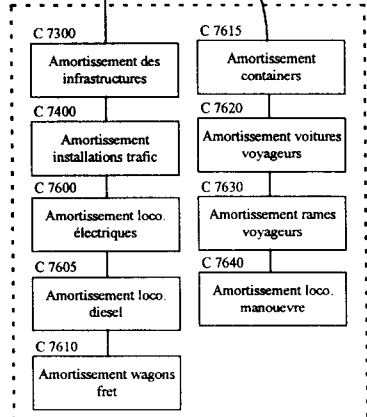 C 7300
Amortissement des
infrastructures
C 7400
Amortissement
installations trafic
C 7600
Amortissement loco.
électriques
C 7605
Amortissement loco.
diesel
C 7610
Amortissement wagons
fret
C 7615
Amortissement
containers
C 7620
Amortissement voitures
voyageurs
C 7630
Amortissement rames
voyageurs
C 7640
Amortissement loco.
manouevre